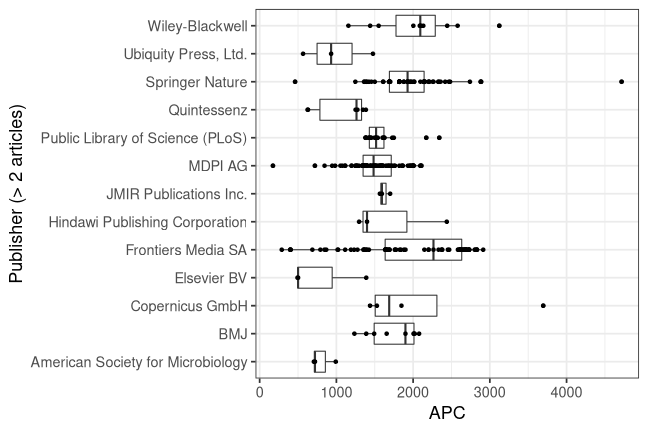 Publisher (> 2 articles)
Wiley-Blackwell
Ubiquity Press, Ltd.
Springer Nature
Quintessenz
Public Library of Science (PLoS)
MDPI AG
JMIR Publications Inc.
Hindawi Publishing Corporation
Frontiers Media SA
Elsevier BV
Copernicus GmbH
BMJ
American Society for Microbiology
0 1000 2000 3000 4000
APC